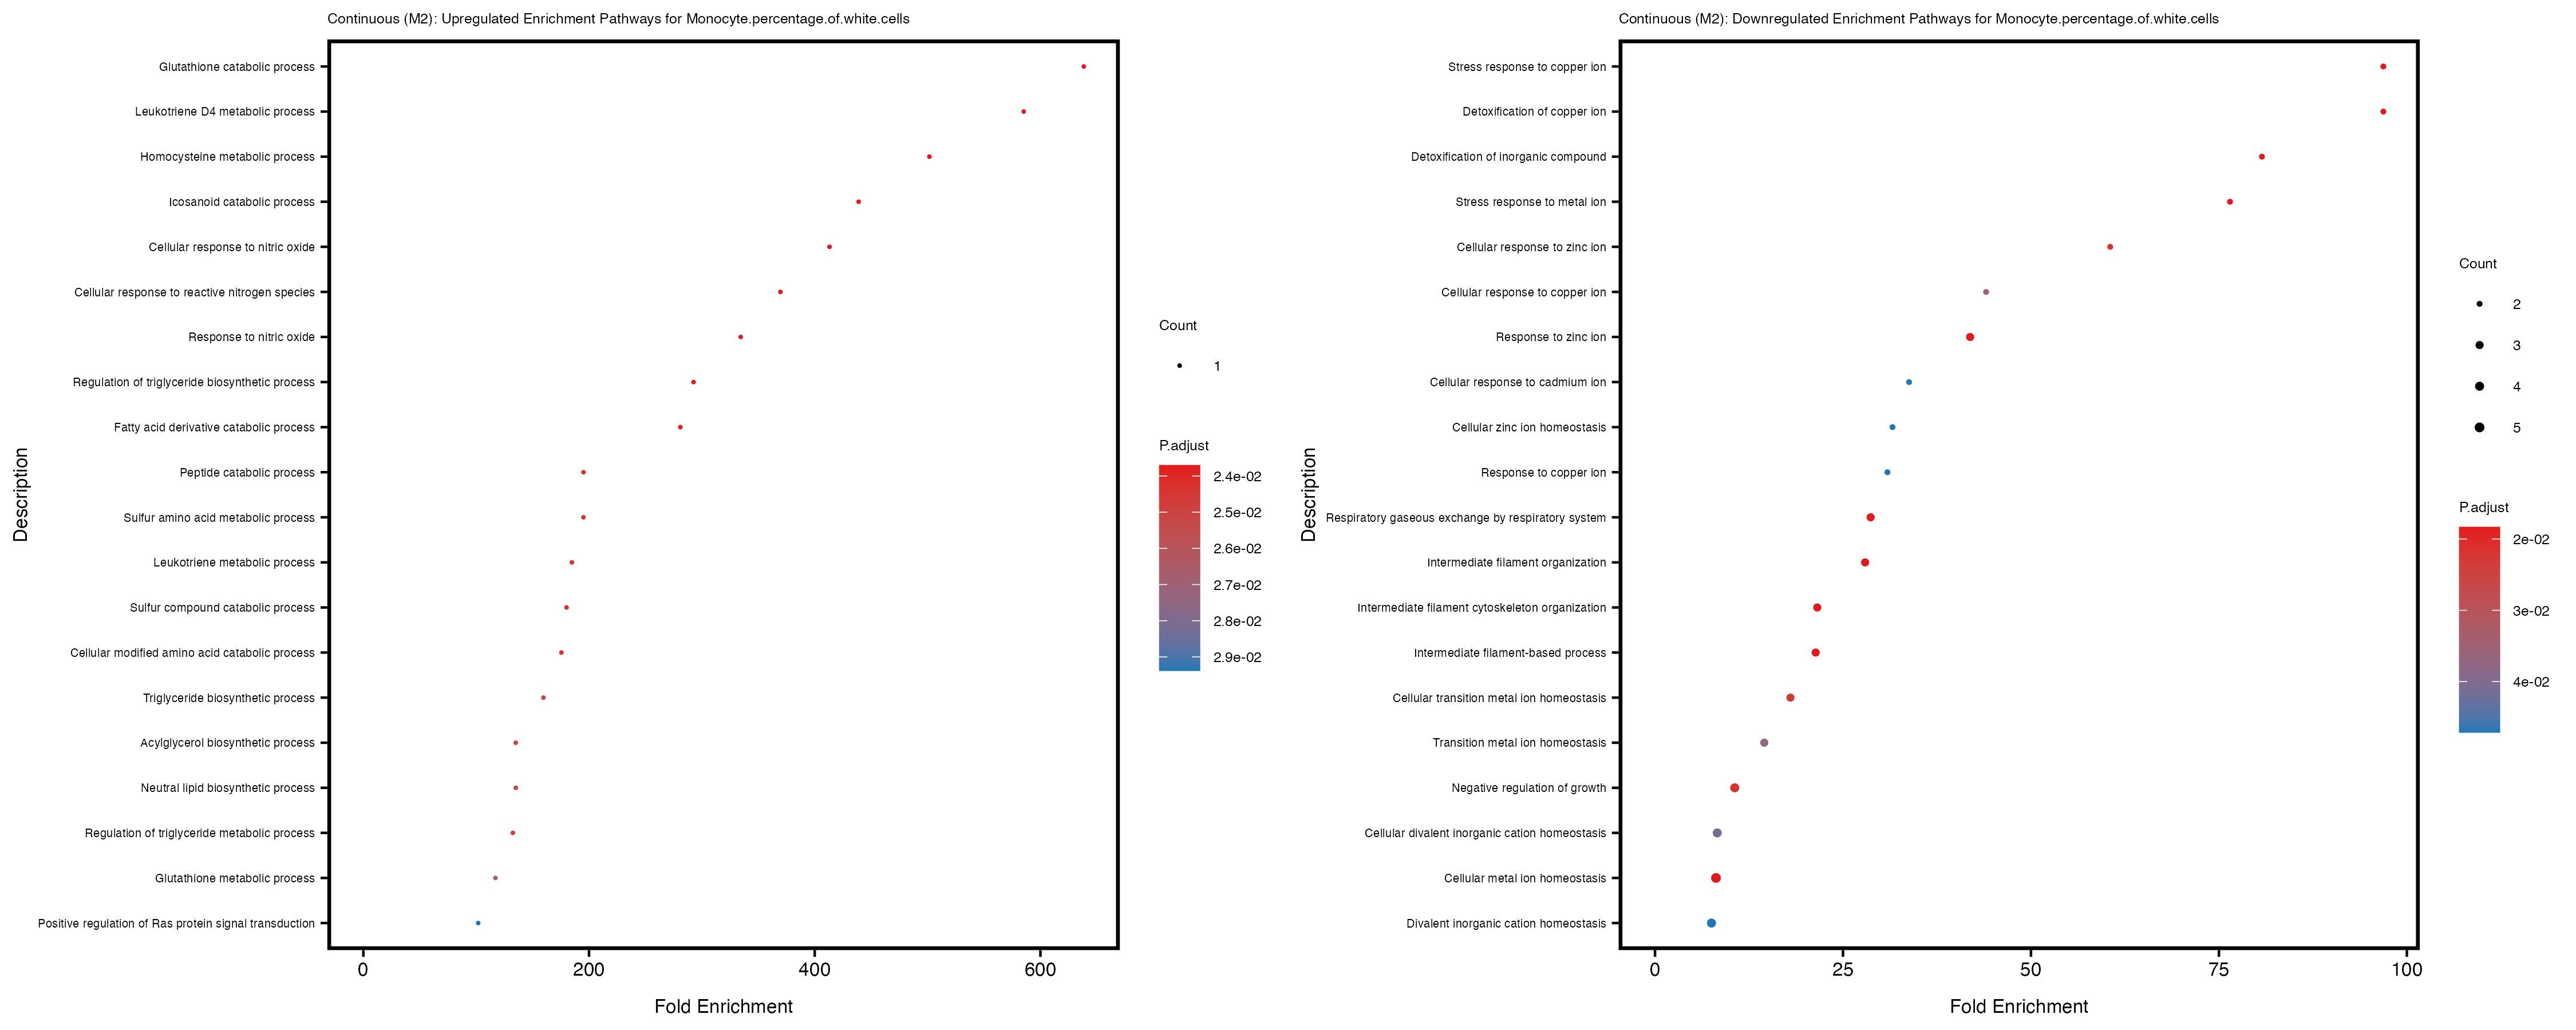 Continuous (M2): Upregulated Enrichment Pathways for Monocyte.percentage.of.white.cells
Description
Glutathione catabolic process
Leukotriene D4 metabolic process
Homocysteine metabolic process
Icosanoid catabolic process
Cellular response to nitric oxide
Cellular response to reactive nitrogen species
Response to nitric oxide
Regulation of triglyceride biosynthetic process
Fatty acid derivative catabolic process
Peptide catabolic process
Sulfur amino acid metabolic process
Leukotriene metabolic process
Sulfur compound catabolic process
Cellular modified amino acid catabolic process
Triglyceride biosynthetic process
Acylglycerol biosynthetic process
Neutral lipid biosynthetic process
Regulation of triglyceride metabolic process
Glutathione metabolic process
Positive regulation of Ras protein signal transduction
0 200 400 600
Fold Enrichment
Count
1
P.adjust
2.4e-02
2.5e-02
2.6e-02
2.7e-02
2.8e-02
2.9e-02
Continuous (M2): Downregulated Enrichment Pathways for Monocyte.percentage.of.white.cells
Description
Stress response to copper ion
Detoxification of copper ion
Detoxification of inorganic compound
Stress response to metal ion
Cellular response to zinc ion
Cellular response to copper ion
Response to zinc ion
Cellular response to cadmium ion
Cellular zinc ion homeostasis
Response to copper ion
Respiratory gaseous exchange by respiratory system
Intermediate filament organization
Intermediate filament cytoskeleton organization
Intermediate filament-based process
Cellular transition metal ion homeostasis
Transition metal ion homeostasis
Negative regulation of growth
Cellular divalent inorganic cation homeostasis
Cellular metal ion homeostasis
Divalent inorganic cation homeostasis
0 25 50 75 100
Fold Enrichment
Count
2
3
4
5
P.adjust
2e-02
3e-02
4e-02